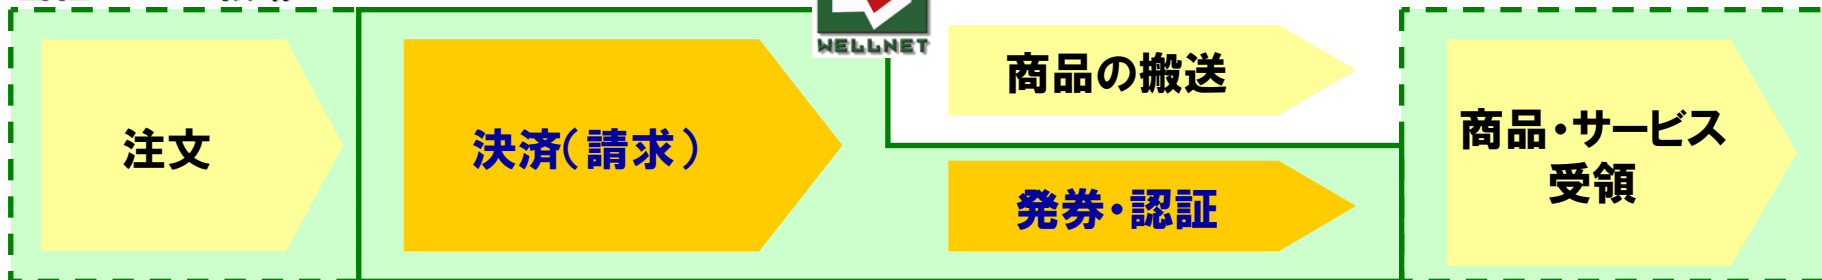 WELLNET
注文
決済(請求)
商品の搬送
発券・認証
商品・サービス
受領